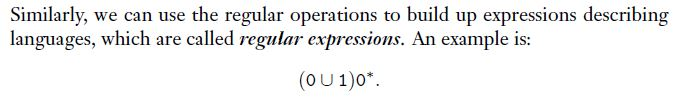 Similarly, we can use the regular operations to build up expressions describing
languages, which are called regular expressions. An example is:
(0 ∪ 1)0*.